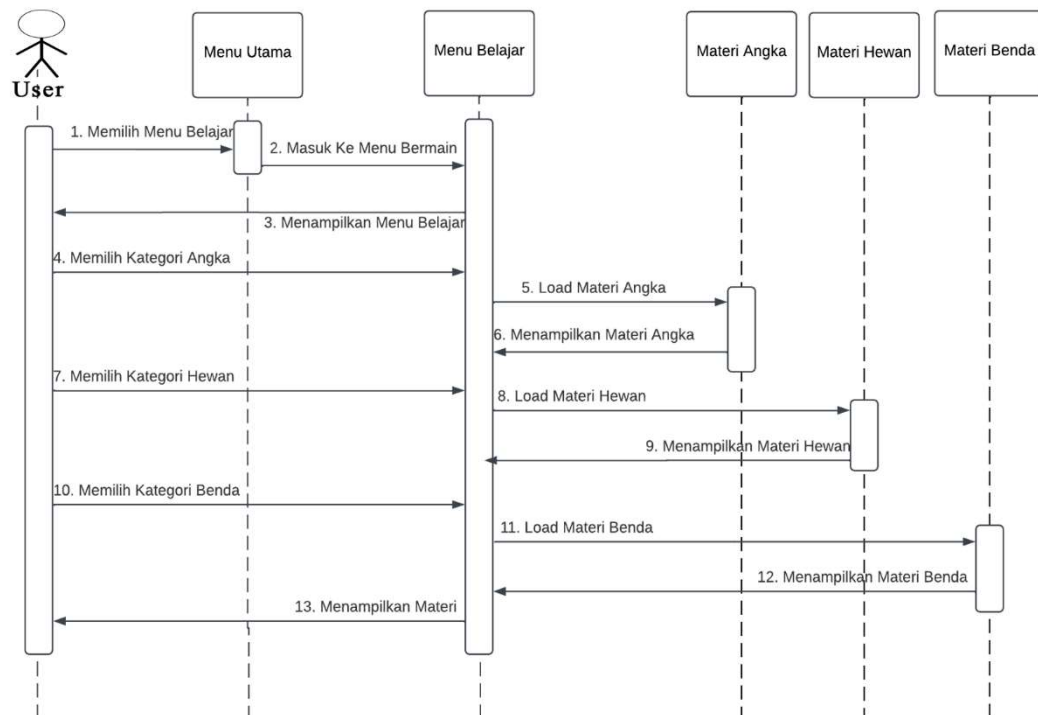 User
Menu Utama
Menu Belajar
Materi Angka
Materi Hewan
Materi Benda
1. Memilih Menu Belajar
2. Masuk Ke Menu Bermain
3. Menampilkan Menu Belajar
4. Memilih Kategori Angka
5. Load Materi Angka
6. Menampilkan Materi Angka
7. Memilih Kategori Hewan
8. Load Materi Hewan
9. Menampilkan Materi Hewan
10. Memilih Kategori Benda
11. Load Materi Benda
12. Menampilkan Materi Benda
13. Menampilkan Materi